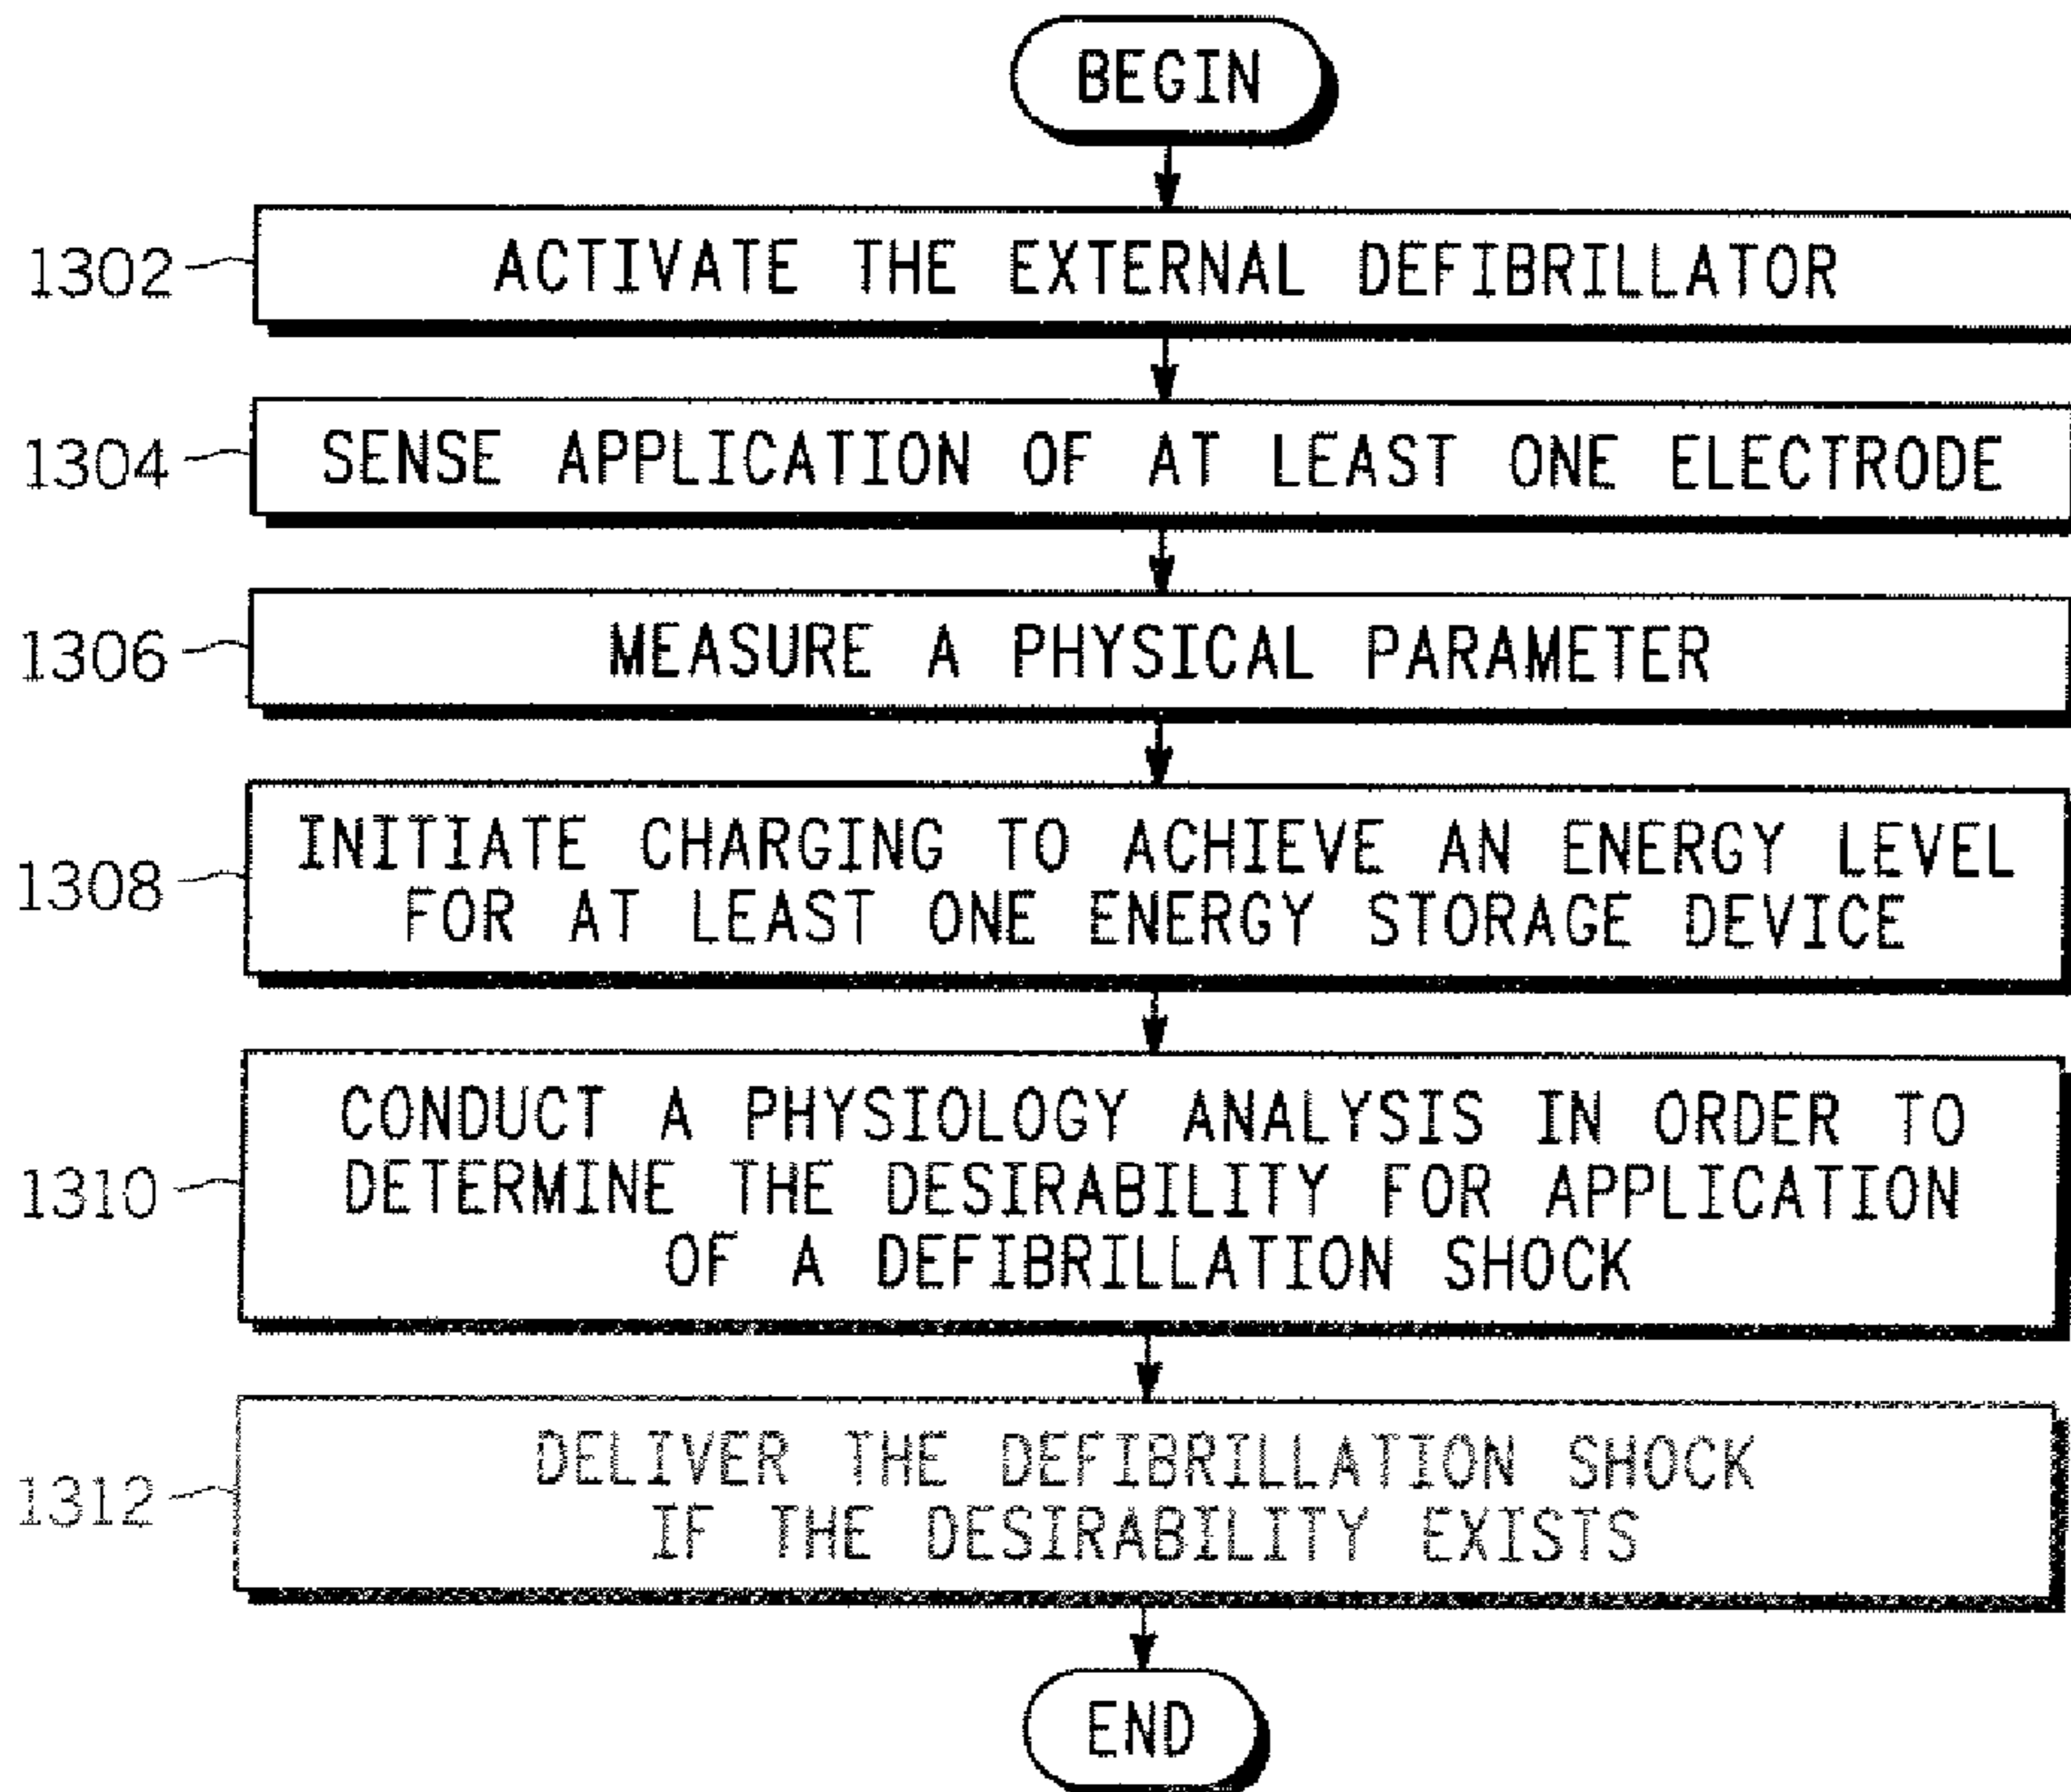 BEGIN
1302
ACTIVATE THE EXTERNAL DEFIBRILLATOR
1304
SENSE APPLICATION OF AT LEAST ONE ELECTRODE
1306
MEASURE A PHYSICAL PARAMETER
1308
INITIATE CHARGING TO ACHIEVE AN ENERGY LEVEL
FOR AT LEAST ONE ENERGY STORAGE DEVICE
1310
CONDUCT A PHYSIOLOGY ANALYSIS IN ORDER TO
DETERMINE THE DESIRABILITY FOR APPLICATION
OF A DEFIBRILLATION SHOCK
1312
DELIVER THE DEFIBRILLATION SHOCK
IF THE DESIRABILITY EXISTS
END